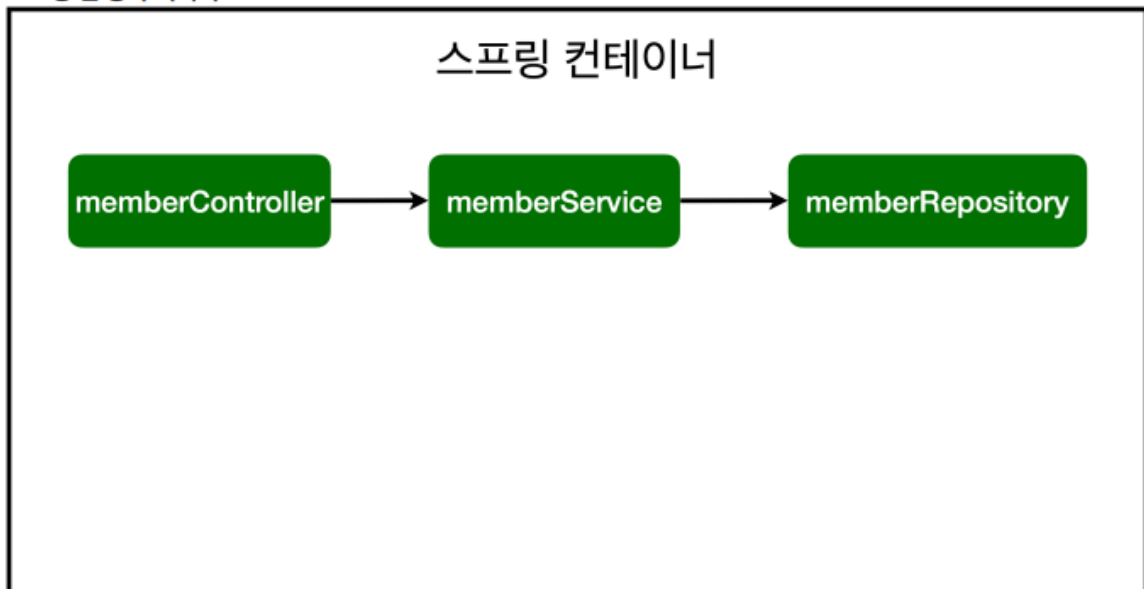 스프링 컨테이너
memberController memberService memberRepository